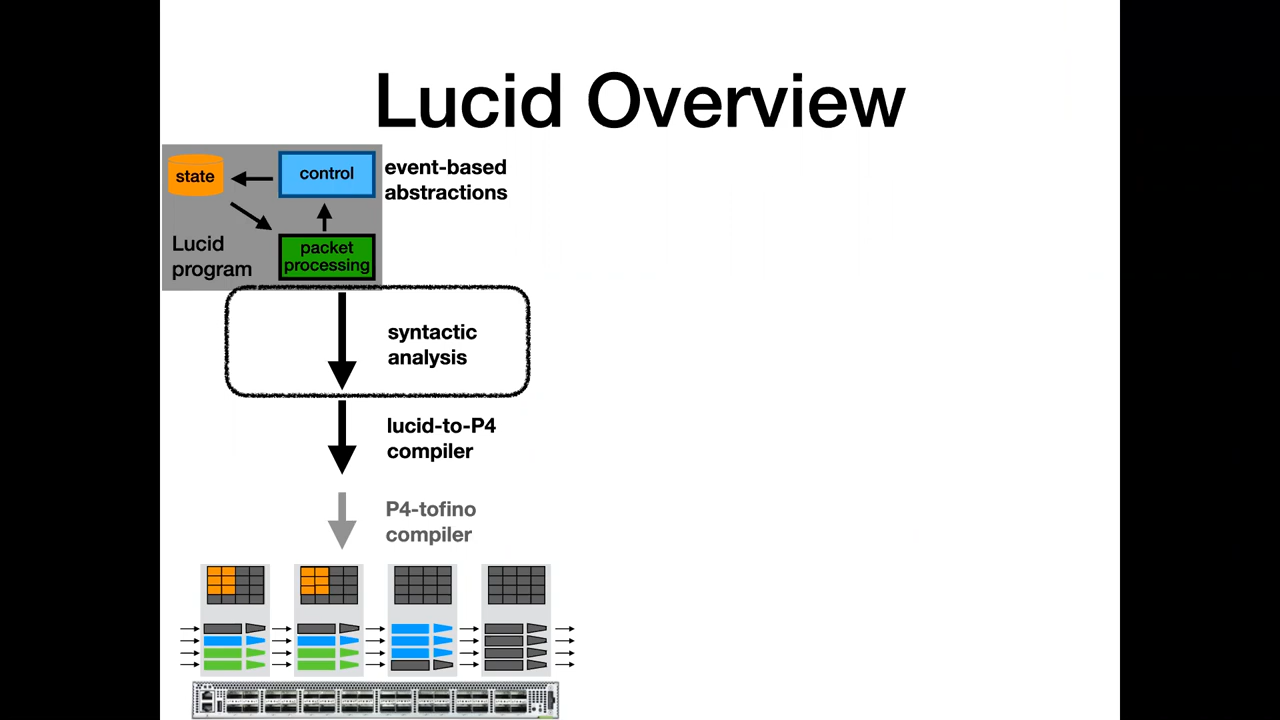 Lucid Overview
state
control
event-based
abstractions
Lucid
program
packet
processing
syntactic
analysis
lucid-to-P4
compiler
P4-tofino
compiler